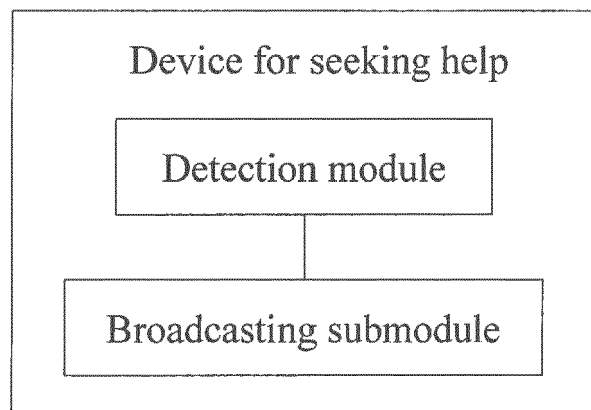 Device for seeking help
Detection module
Broadcasting submodule